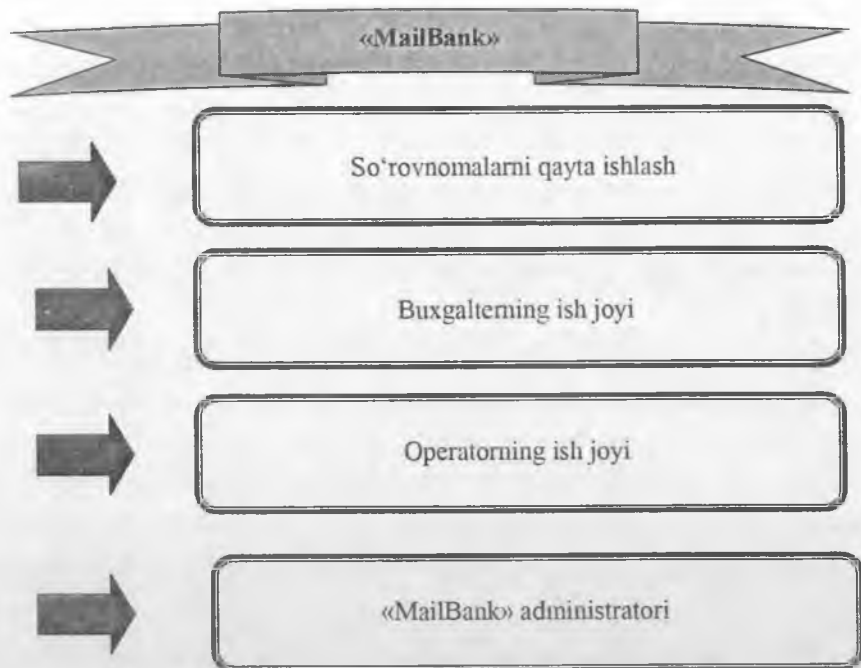 «MailBank»
So‘rovnomalarni qayta ishlash
Buxgalterning ish joyi
Operatorning ish joyi
«MailBank» administratori